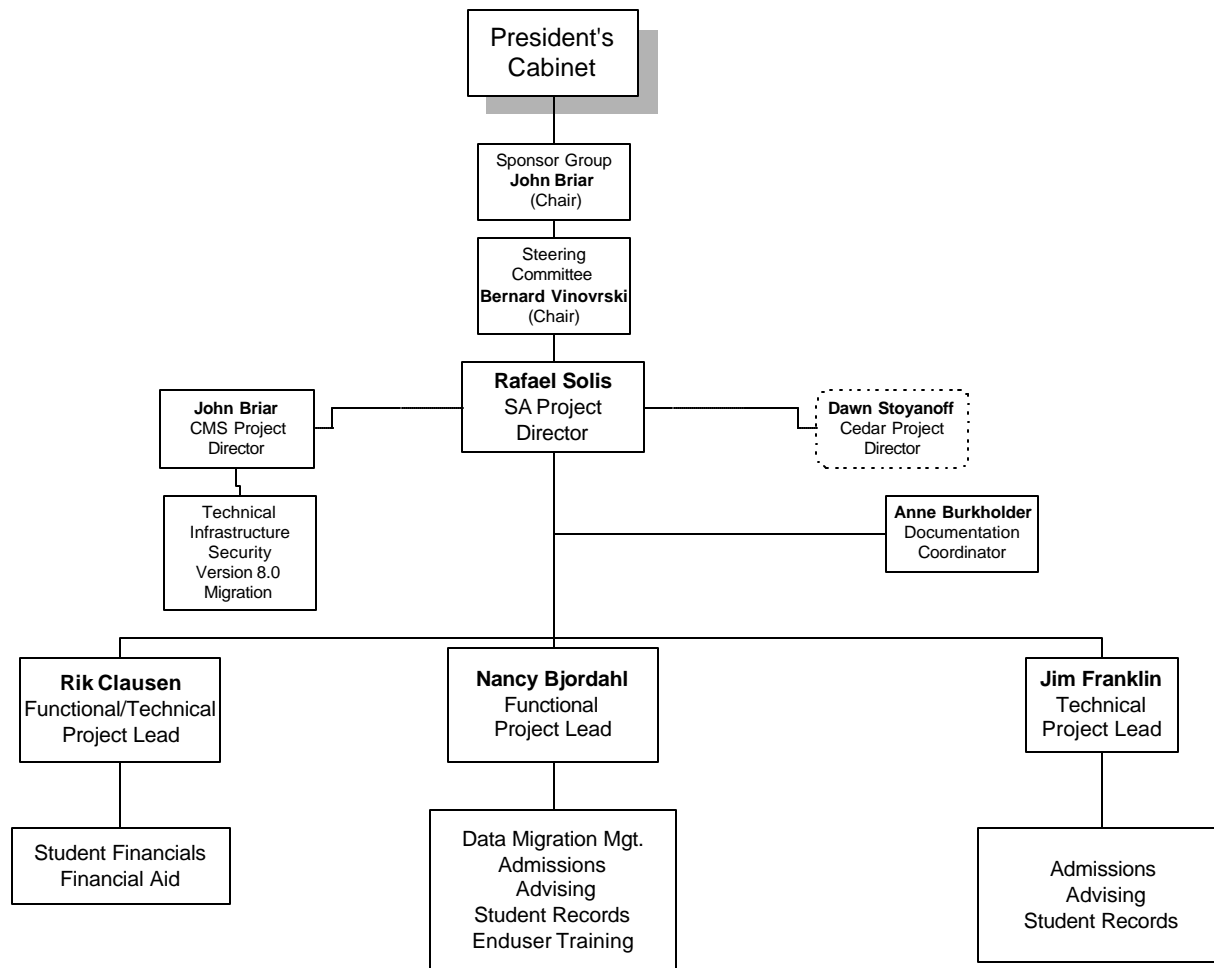 President's
Cabinet
Sponsor Group
John Briar
(Chair)
Steering
Committee
Bernard Vinovrski
(Chair)
Rafael Solis
SA Project
Director
John Briar
CMS Project
Director
Dawn Stoyanoff
Cedar Project
Director
Technical
Infrastructure
Security
Version 8.0
Migration
Anne Burkholder
Documentation
Coordinator
Rik Clausen
Functional/Technical
Project Lead
Nancy Bjordahl
Functional
Project Lead
Jim Franklin
Technical
Project Lead
Student Financials
Financial Aid
Data Migration Mgt.
Admissions
Advising
Student Records
Enduser Training
Admissions
Advising
Student Records